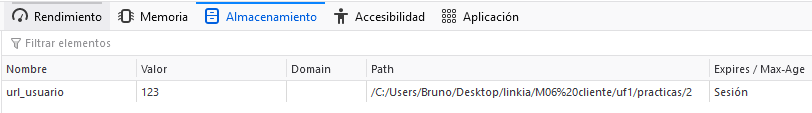 Rendimiento Memoria Almacenamiento Accesibilidad Aplicación
Filtrar elementos
Nombre Valor Domain Path Expires / Max-Age
url_usuario 123 /C:/Users/Bruno/Desktop/linkia/M06%20cliente/uf1/practicas/2 Sesión